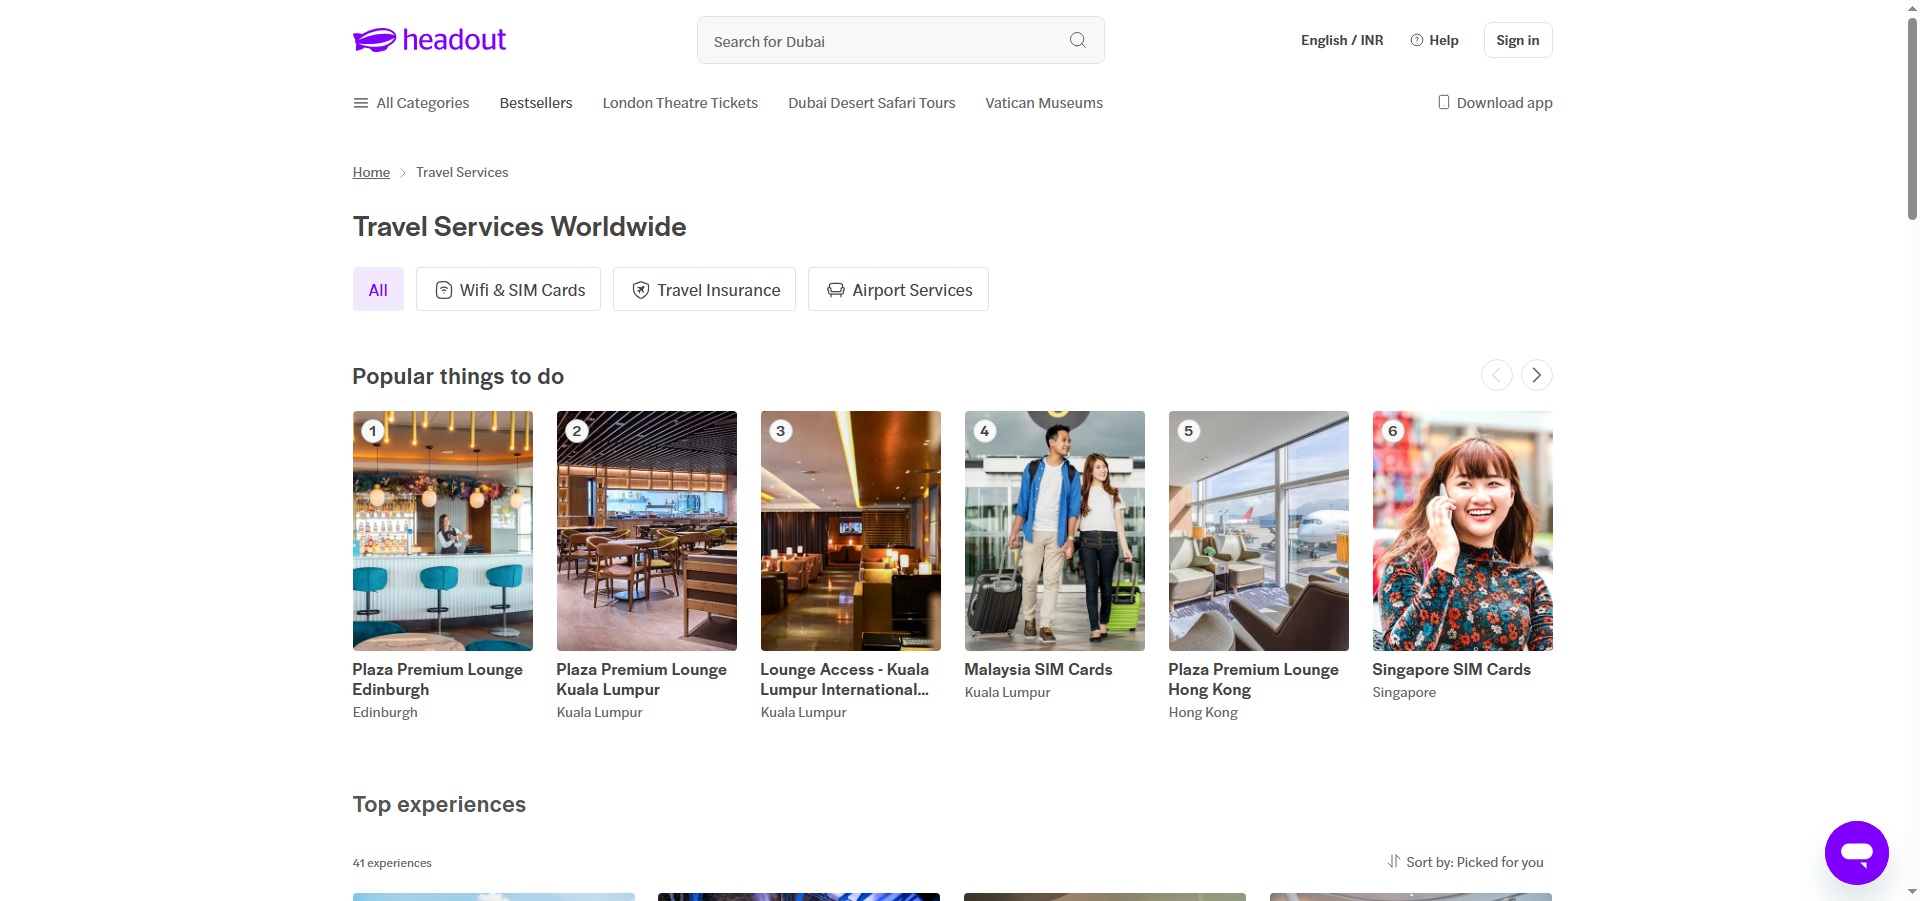 headout
Search for Dubai
English / INR
Help
Sign in
All Categories
Bestsellers
London Theatre Tickets
Dubai Desert Safari Tours
Vatican Museums
Download app
Home
Travel Services
Travel Services Worldwide
All
Wifi & SIM Cards
Travel Insurance
Airport Services
Popular things to do
1
2
3
4
5
6
Plaza Premium Lounge
Edinburgh
Edinburgh
Plaza Premium Lounge
Kuala Lumpur
Kuala Lumpur
Lounge Access - Kuala
Lumpur International...
Kuala Lumpur
Malaysia SIM Cards
Kuala Lumpur
Plaza Premium Lounge
Hong Kong
Hong Kong
Singapore SIM Cards
Singapore
Top experiences
41 experiences
Sort by: Picked for you